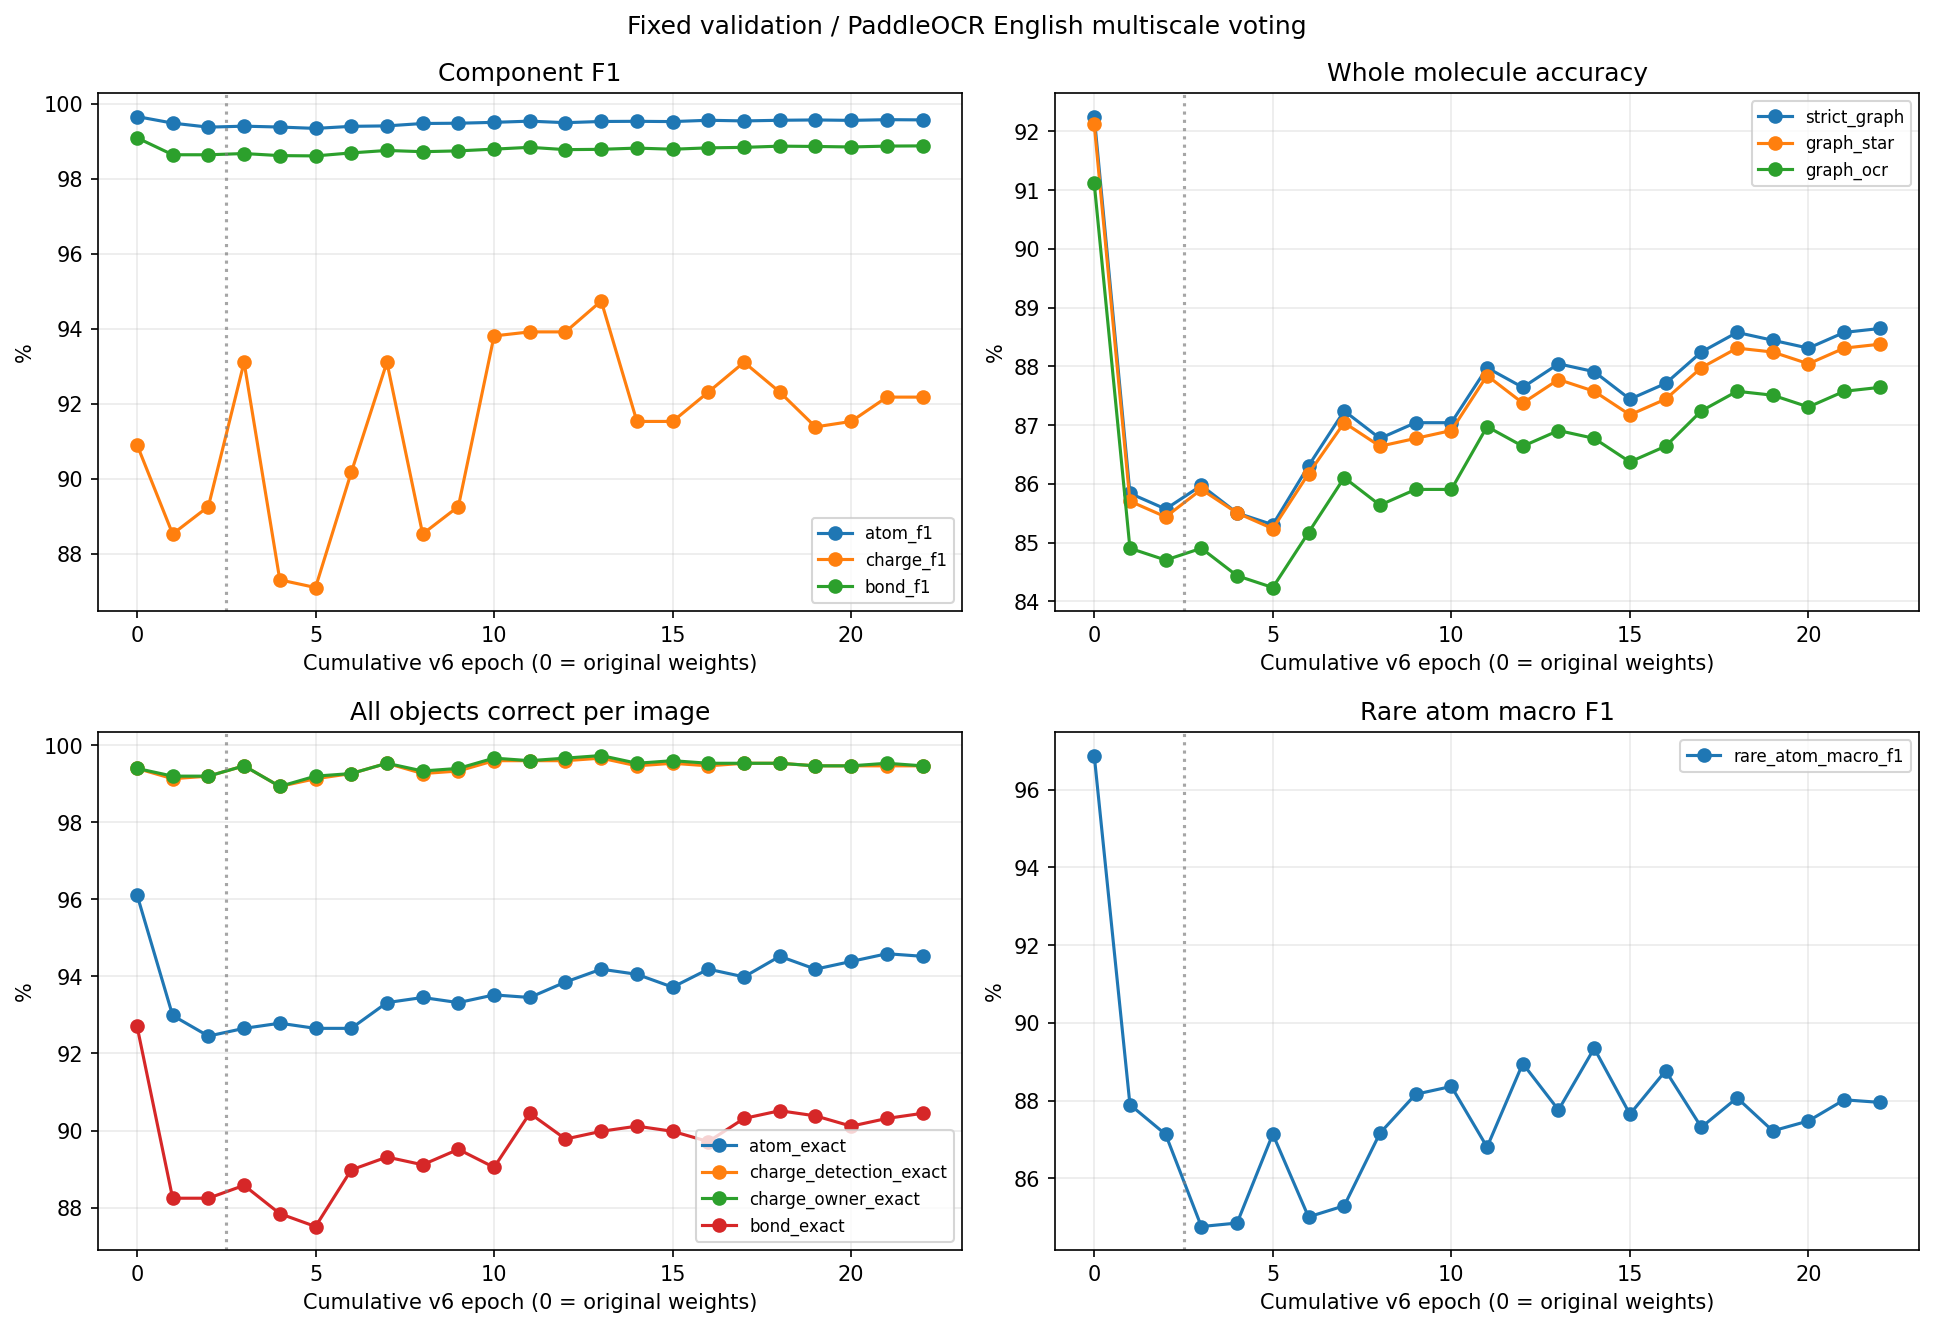 Fixed validation / PaddleOCR English multiscale voting
Component F1
100
98
96
94
92
90
88
%
0 5 10 15 20
Cumulative v6 epoch (0 = original weights)
atom_f1
charge_f1
bond_f1
Whole molecule accuracy
92
91
90
89
88
87
86
85
84
%
0 5 10 15 20
Cumulative v6 epoch (0 = original weights)
strict_graph
graph_star
graph_ocr
All objects correct per image
100
98
96
94
92
90
88
%
0 5 10 15 20
Cumulative v6 epoch (0 = original weights)
atom_exact
charge_detection_exact
charge_owner_exact
bond_exact
Rare atom macro F1
96
94
92
90
88
86
%
0 5 10 15 20
Cumulative v6 epoch (0 = original weights)
rare_atom_macro_f1